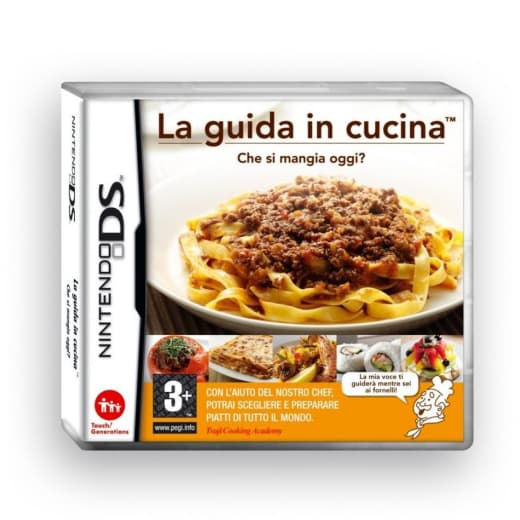 La guida in cucina™
Che si mangia oggi?
NINTENDO DS™
NINTENDO DS
La guida in cucina™
Che si mangia oggi?
Touch!
Generations
3+
www.pegi.info
CON L'AIUTO DEL NOSTRO CHEF,
POTRAI SCEGLIERE E PREPARARE
PIATTI DI TUTTO IL MONDO.
Tsuji Cooking Academy
La mia voce ti
guiderà mentre sei
ai fornelli!